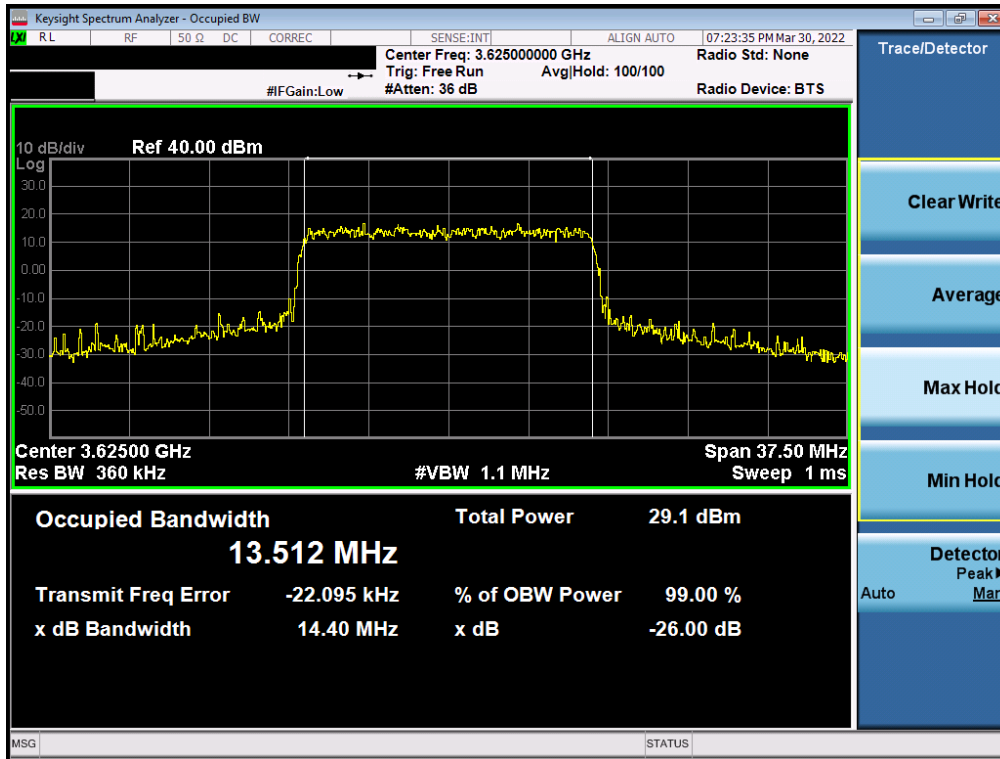 Keysight Spectrum Analyzer - Occupied BW
LXI RL RF 50 Ω DC CORREC SENSE:INT ALIGN AUTO 07:23:35 PM Mar 30, 2022
Center Freq: 3.625000000 GHz Radio Std: None
Trig: Free Run Avg|Hold: 100/100
#IFGain:Low #Atten: 36 dB Radio Device: BTS
Trace/Detector
10 dB/div Ref 40.00 dBm
Log
30.0
20.0
10.0
0.00
-10.0
-20.0
-30.0
-40.0
-50.0
Center 3.62500 GHz Span 37.50 MHz
Res BW 360 kHz #VBW 1.1 MHz Sweep 1 ms
Occupied Bandwidth Total Power 29.1 dBm
13.512 MHz
Transmit Freq Error -22.095 kHz % of OBW Power 99.00 %
x dB Bandwidth 14.40 MHz x dB -26.00 dB
Clear Write
Average
Max Hold
Min Hold
Detector
Peak▶
Auto Man
MSG STATUS